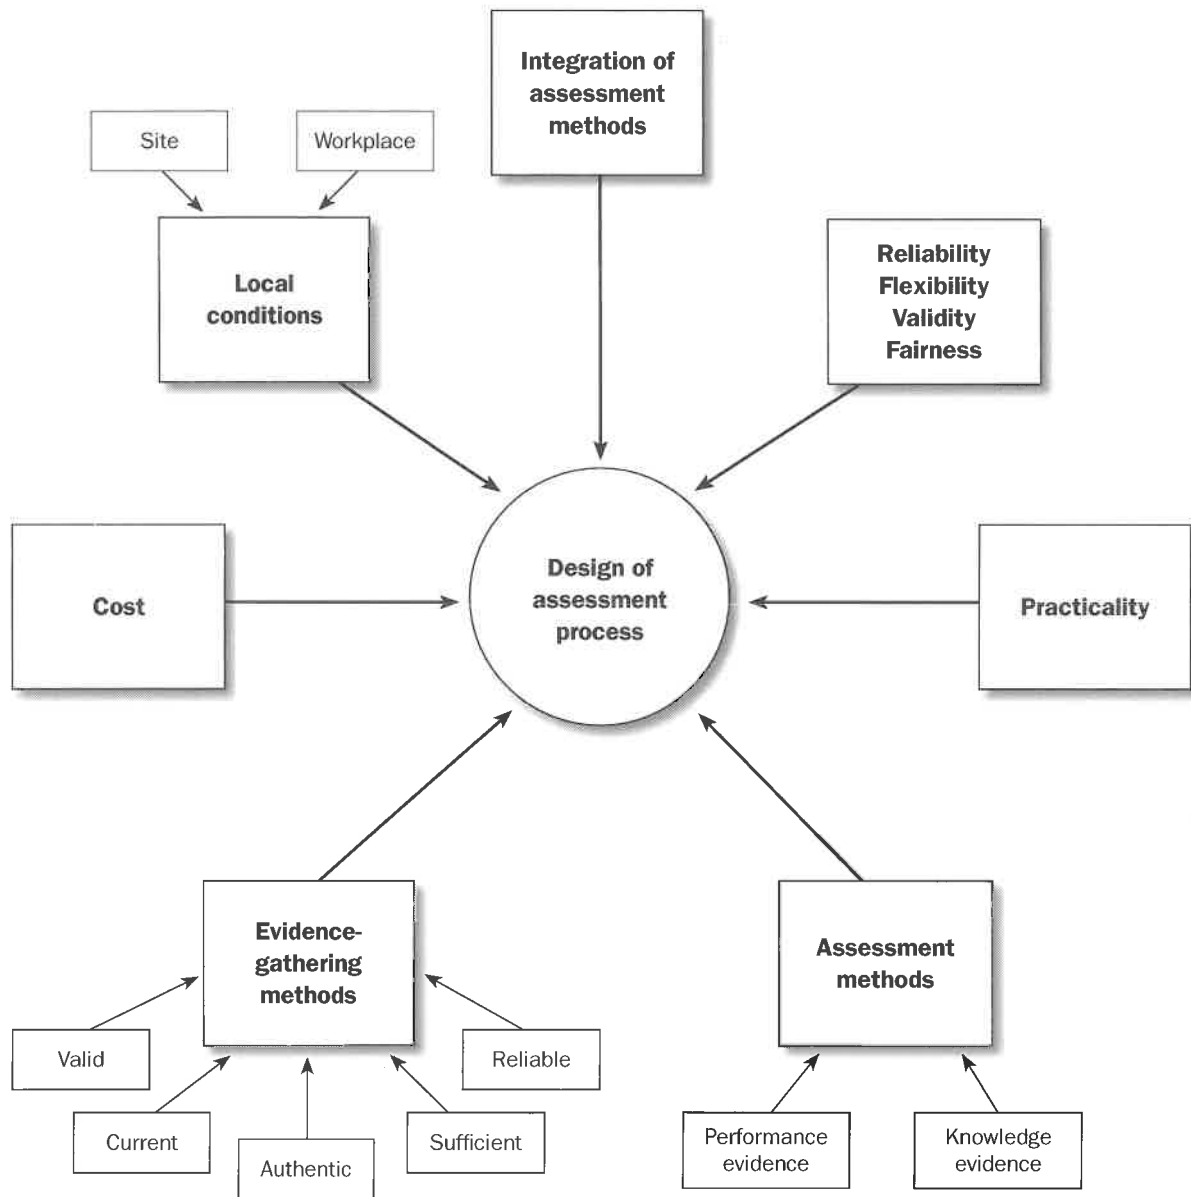 Integration of
assessment
methods
Site
Workplace
Local
conditions
Reliability
Flexibility
Validity
Fairness
Cost
Design of
assessment
process
Practicality
Evidence-
gathering
methods
Assessment
methods
Valid
Reliable
Current
Authentic
Sufficient
Performance
evidence
Knowledge
evidence